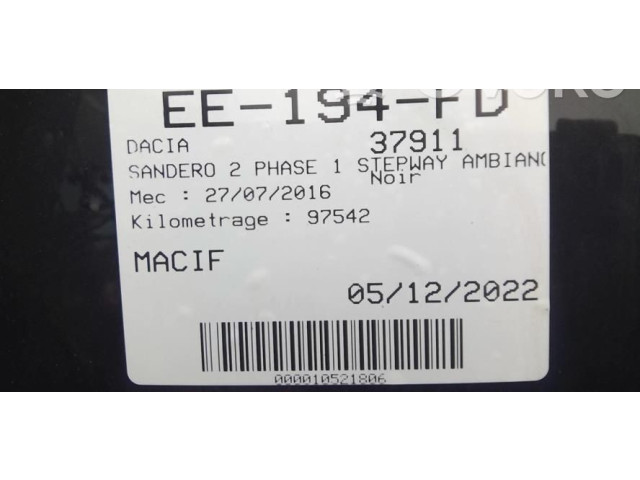 EE-194-FD
DACIA 37911
SANDERO 2 PHASE 1 STEPWAY AMBIANC
Noir
Mec : 27/07/2016
Kilometrage : 97542
MACIF
05/12/2022
000010521806